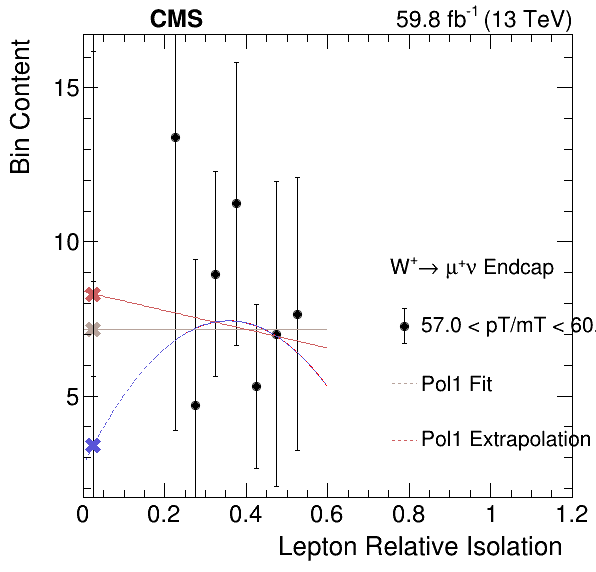 CMS 59.8 fb⁻¹ (13 TeV)
Bin Content
15
10
5
W⁺→ μ⁺ν Endcap
57.0 < pT/mT < 60.
Pol1 Fit
Pol1 Extrapolation
0 0.2 0.4 0.6 0.8 1 1.2
Lepton Relative Isolation